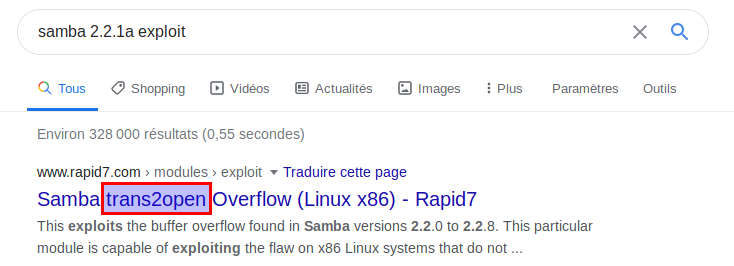 samba 2.2.1a exploit
Tous Shopping Vidéos Actualités Images Plus Paramètres Outils
Environ 328 000 résultats (0,55 secondes)
www.rapid7.com › modules › exploit Traduire cette page
Samba trans2open Overflow (Linux x86) - Rapid7
This exploits the buffer overflow found in Samba versions 2.2.0 to 2.2.8. This particular
module is capable of exploiting the flaw on x86 Linux systems that do not ...